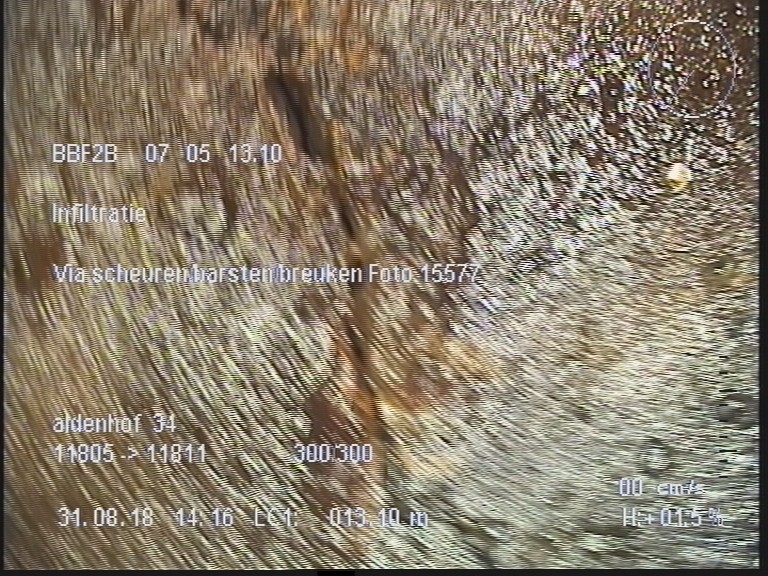 BBF2B 07 05 13.10
Infiltratie
Via scheuren/barsten/breuken Foto 15577
aldenhof 34
11805 -> 11811 300/300
00 cm/s
31.08.18 14:16 LC1: 013.10 m H:+01.5 %